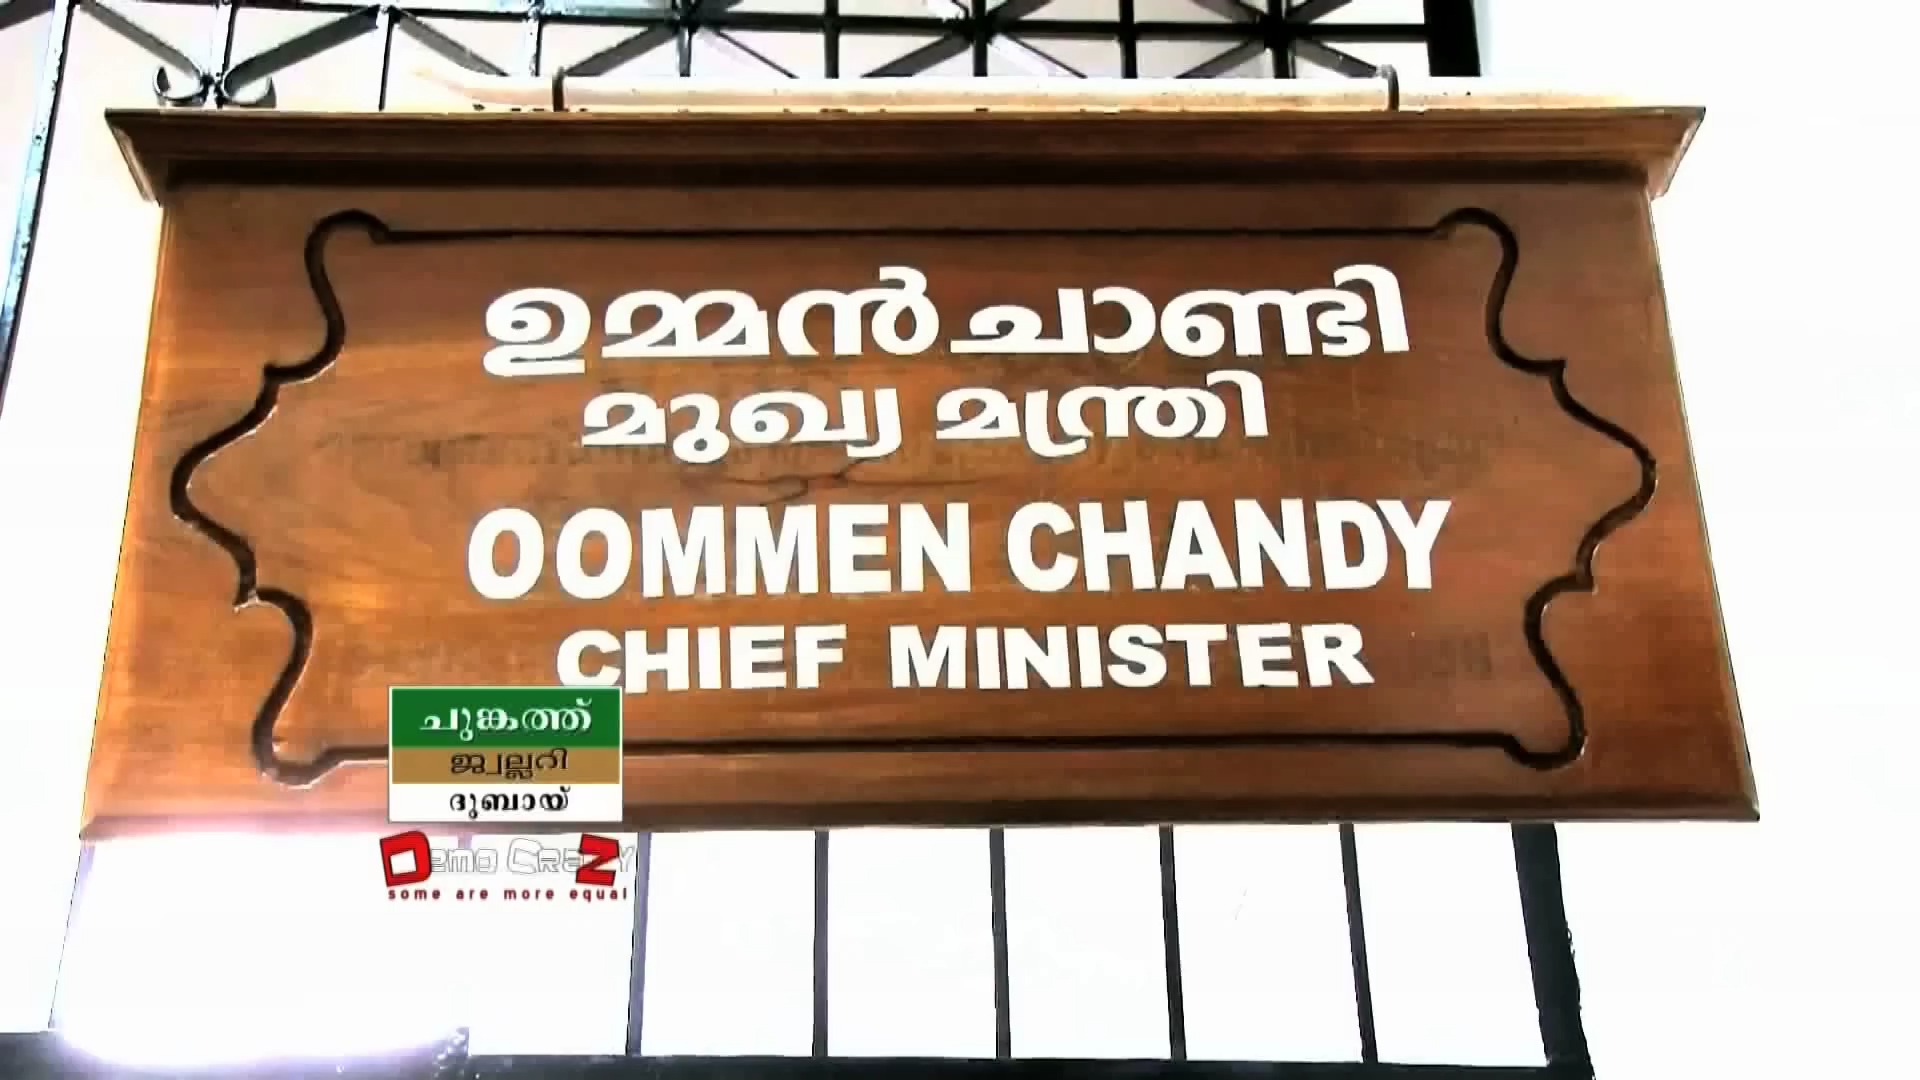 ഉമ്മൻ ചാണ്ടി
മുഖ്യ മന്ത്രി
OOMMEN CHANDY
CHIEF MINISTER
ചുങ്കത്ത്
ജ്വല്ലറി
ദുബായ്
Demo CraZY
some are more equal